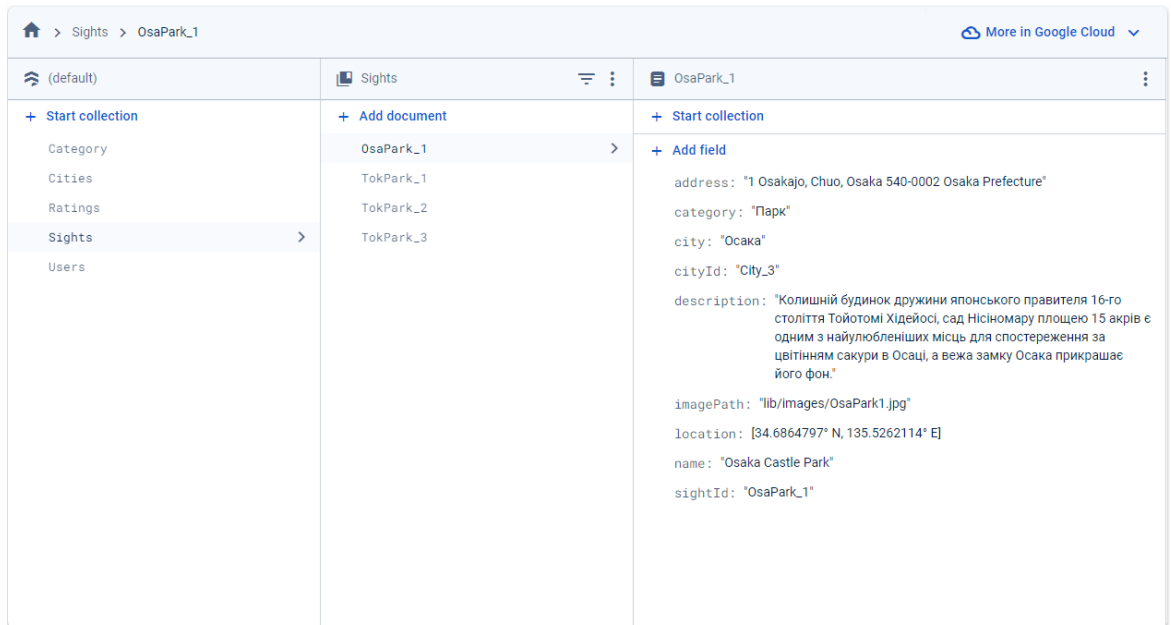 Sights OsaPark_1
More in Google Cloud
(default)
Sights
OsaPark_1
+ Start collection
+ Add document
+ Start collection
Category
Cities
Ratings
Sights
Users
OsaPark_1
TokPark_1
TokPark_2
TokPark_3
+ Add field
address: "1 Osakajo, Chuo, Osaka 540-0002 Osaka Prefecture"
category: "Парк"
city: "Осака"
cityId: "City_3"
description: "Колишній будинок дружини японського правителя 16-го
століття Тойотомі Хідейосі, сад Нісіномару площею 15 акрів є
одним з найулюбленіших місць для спостереження за
цвітінням сакури в Осаці, а вежа замку Осака прикрашає
його фон."
imagePath: "lib/images/OsaPark1.jpg"
location: [34.6864797° N, 135.5262114° E]
name: "Osaka Castle Park"
sightId: "OsaPark_1"